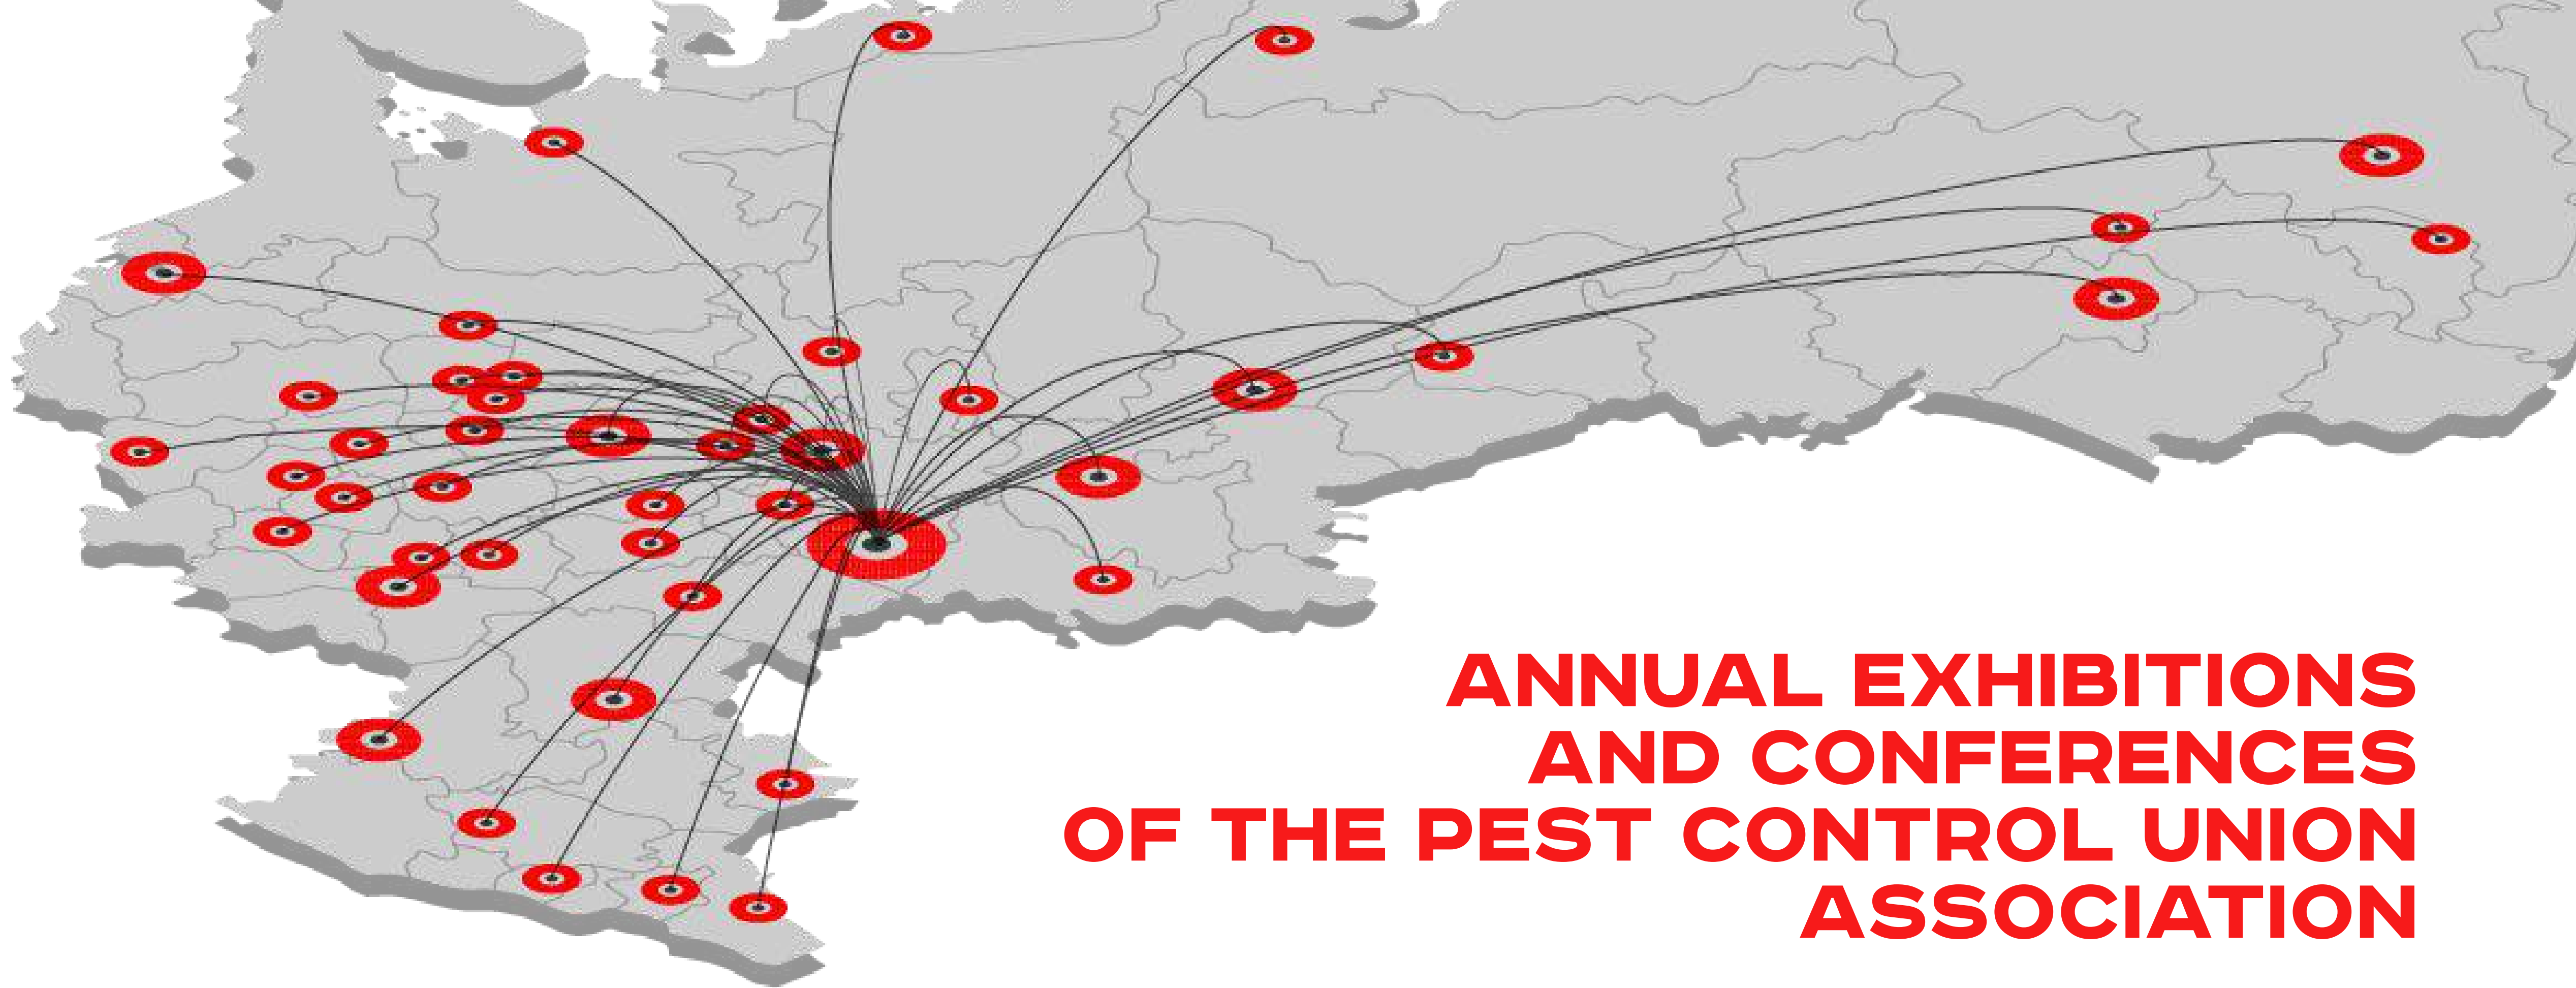 ANNUAL EXHIBITIONS
AND CONFERENCES
OF THE PEST CONTROL UNION
ASSOCIATION